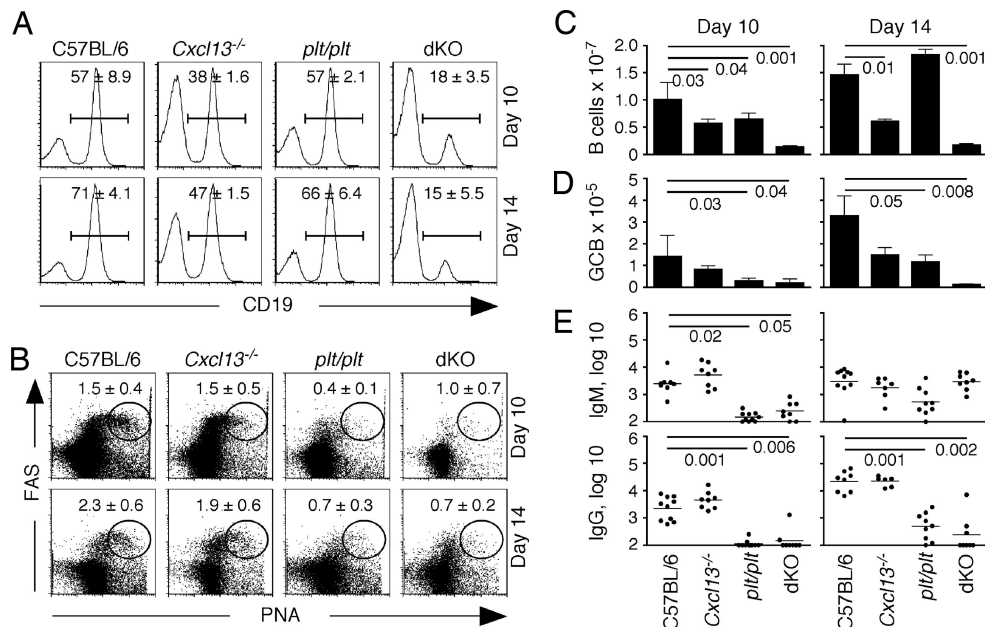 A
C57BL/6 Cxcl13-/- plt/plt dKO
57 ± 8.9 38 ± 1.6 57 ± 2.1 18 ± 3.5
Day 10
71 ± 4.1 47 ± 1.5 66 ± 6.4 15 ± 5.5
Day 14
CD19
B
C57BL/6 Cxcl13-/- plt/plt dKO
1.5 ± 0.4 1.5 ± 0.5 0.4 ± 0.1 1.0 ± 0.7
Day 10
2.3 ± 0.6 1.9 ± 0.6 0.7 ± 0.3 0.7 ± 0.2
Day 14
FAS
PNA
C
Day 10 Day 14
B cells x 10-7
2.0
1.5
1.0
0.5
0
0.03 0.04 0.001
0.01 0.001
D
GCB x 10-5
5
4
3
2
1
0
0.03 0.04
0.05 0.008
E
IgM, log 10
6
5
4
3
2
0.02 0.05
IgG, log 10
6
5
4
3
2
0.001 0.006
0.001 0.002
C57BL/6 Cxcl13-/- plt/plt dKO
C57BL/6 Cxcl13-/- plt/plt dKO